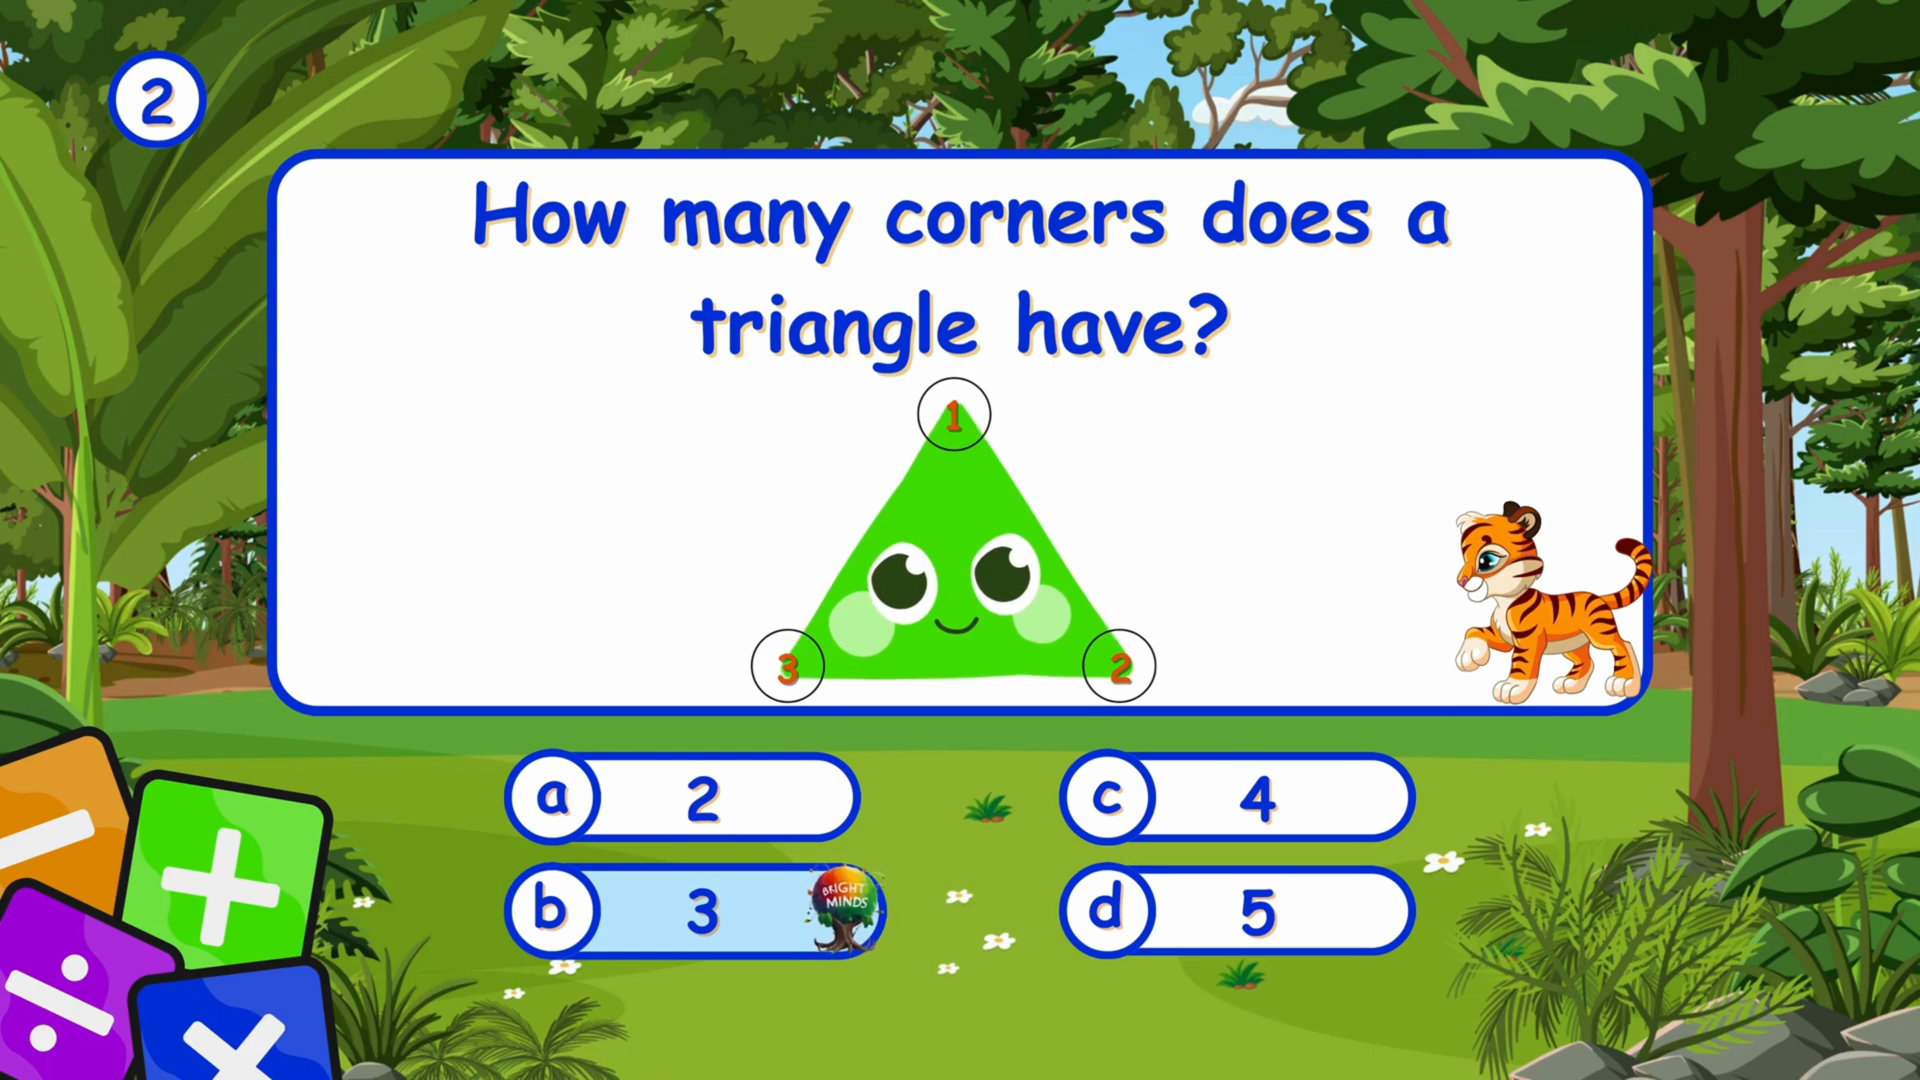 2
How many corners does a
triangle have?
1
3
2
a 2
c 4
b 3
BRIGHT
MINDS
d 5